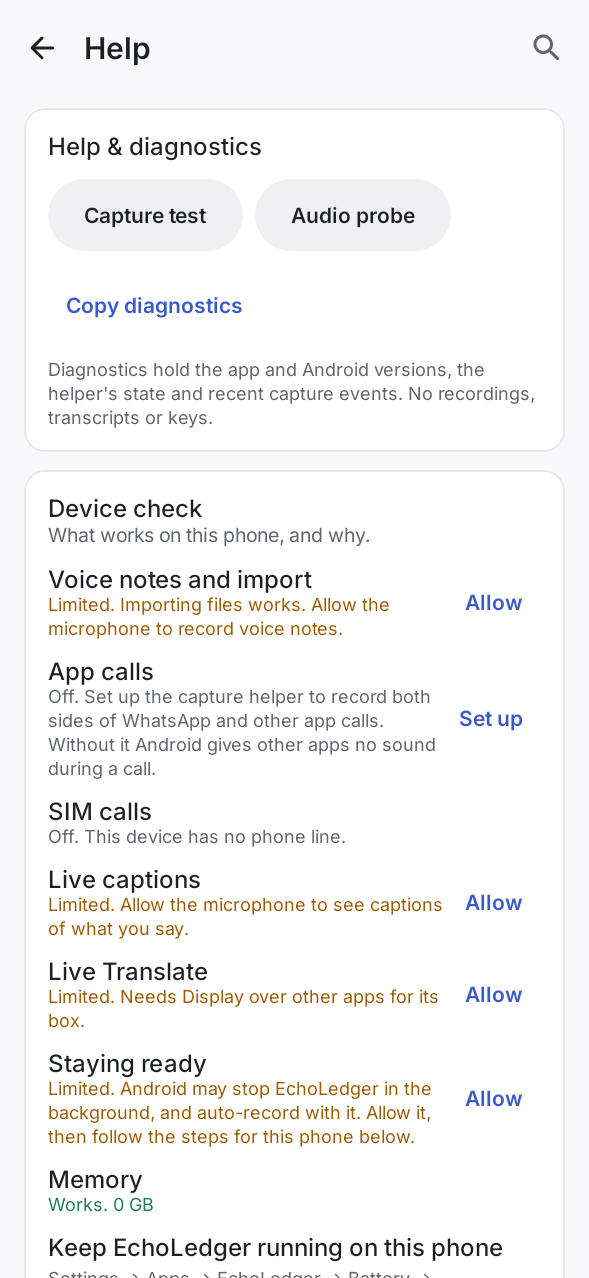 Help
Help & diagnostics
Capture test
Audio probe
Copy diagnostics
Diagnostics hold the app and Android versions, the
helper's state and recent capture events. No recordings,
transcripts or keys.
Device check
What works on this phone, and why.
Voice notes and import
Limited. Importing files works. Allow the
microphone to record voice notes.
Allow
App calls
Off. Set up the capture helper to record both
sides of WhatsApp and other app calls.
Without it Android gives other apps no sound
during a call.
Set up
SIM calls
Off. This device has no phone line.
Live captions
Limited. Allow the microphone to see captions
of what you say.
Allow
Live Translate
Limited. Needs Display over other apps for its
box.
Allow
Staying ready
Limited. Android may stop EchoLedger in the
background, and auto-record with it. Allow it,
then follow the steps for this phone below.
Allow
Memory
Works. 0 GB
Keep EchoLedger running on this phone
Settings → Apps → EchoLedger → Battery →